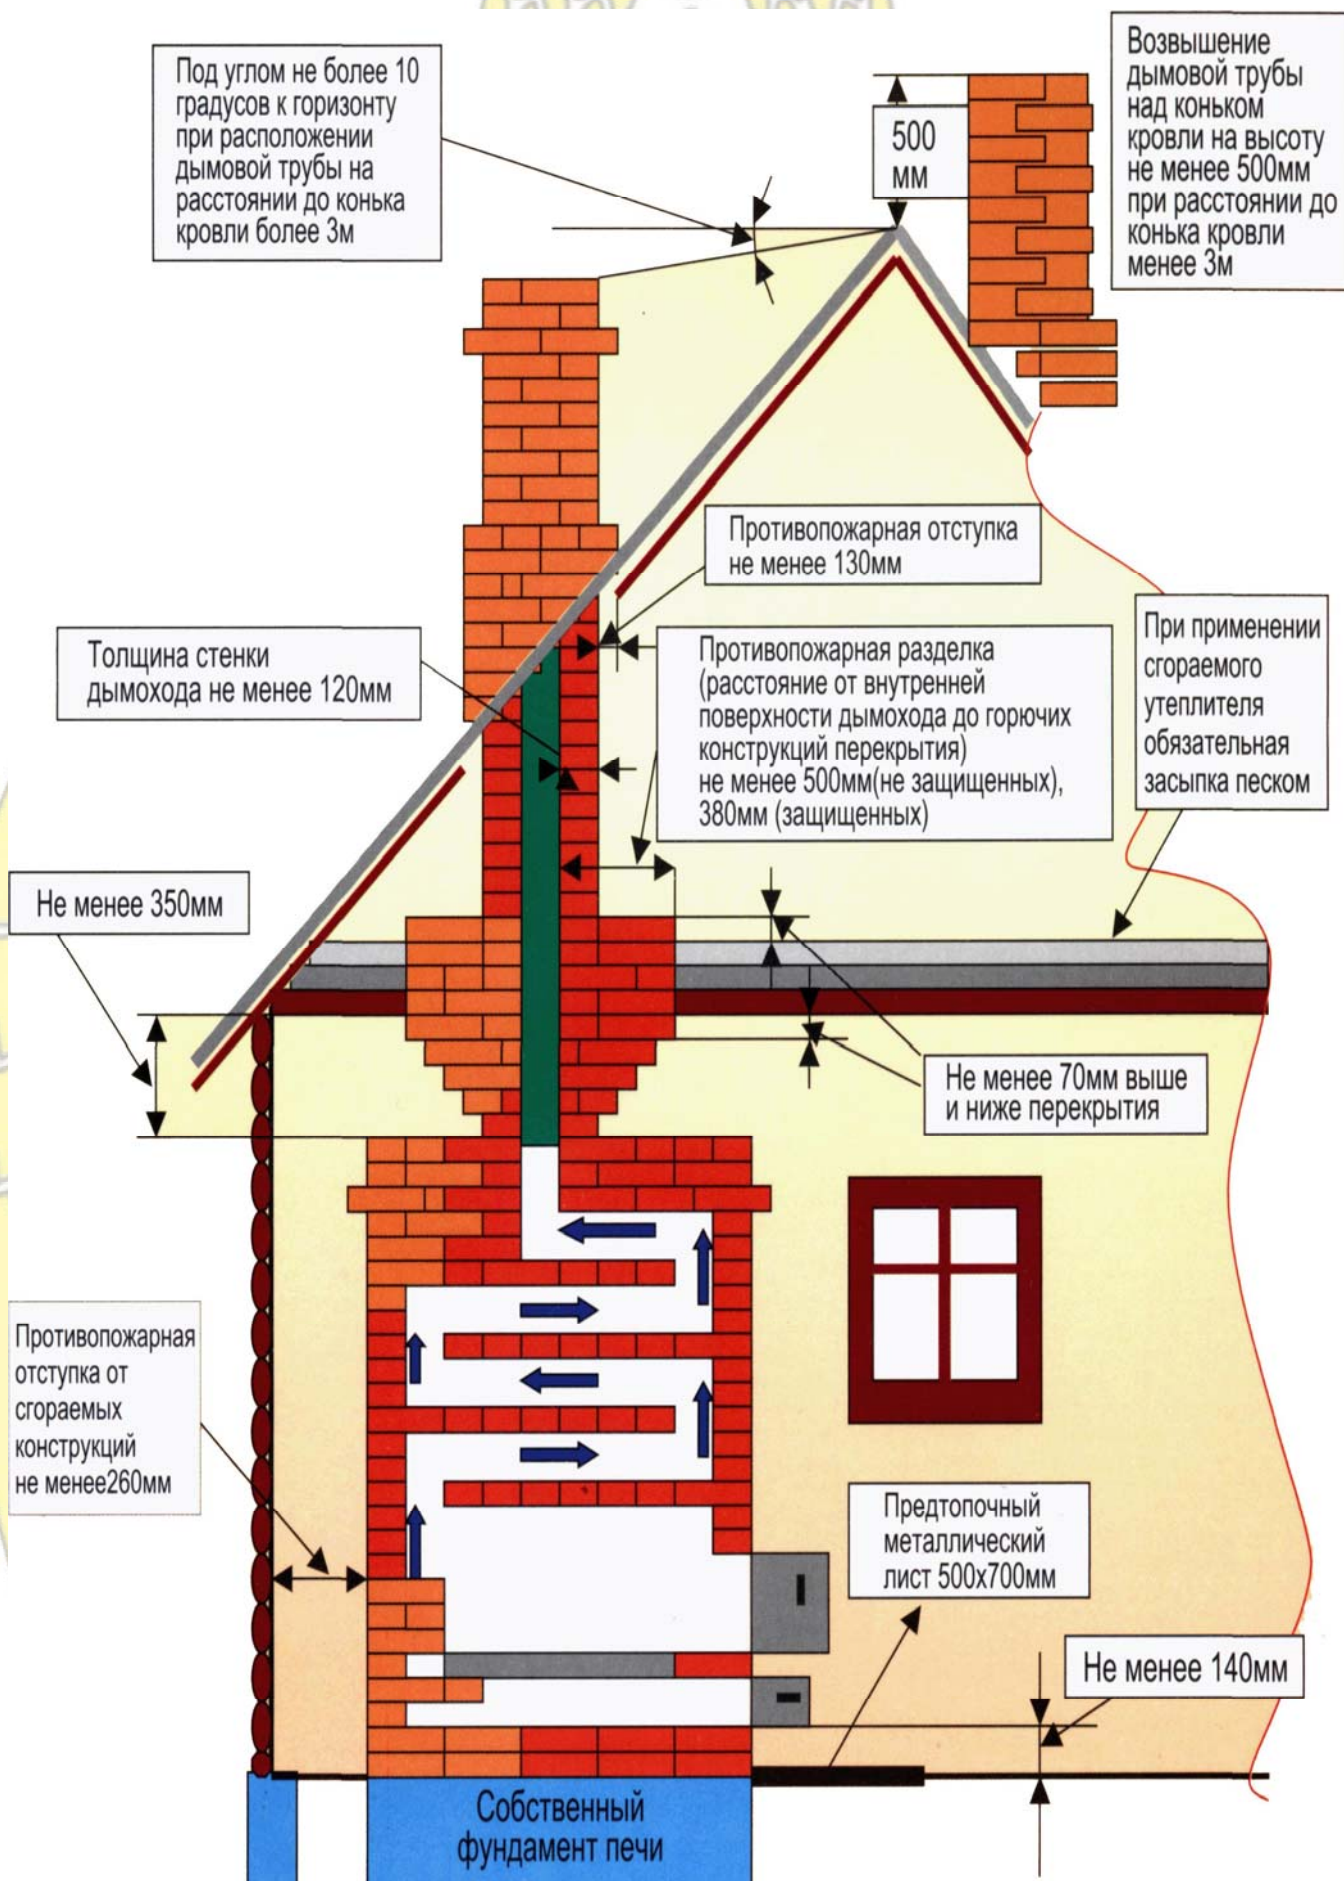 Под углом не более 10
градусов к горизонту
при расположении
дымовой трубы на
расстоянии до конька
кровли более 3м
500
мм
Возвышение
дымовой трубы
над коньком
кровли на высоту
не менее 500мм
при расстоянии до
конька кровли
менее 3м
Противопожарная отступка
не менее 130мм
Толщина стенки
дымохода не менее 120мм
Противопожарная разделка
(расстояние от внутренней
поверхности дымохода до горючих
конструкций перекрытия)
не менее 500мм(не защищенных),
380мм (защищенных)
При применении
сгораемого
утеплителя
обязательная
засыпка песком
Не менее 350мм
Не менее 70мм выше
и ниже перекрытия
Противопожарная
отступка от
сгораемых
конструкций
не менее260мм
Предтопочный
металлический
лист 500х700мм
Не менее 140мм
Собственный
фундамент печи